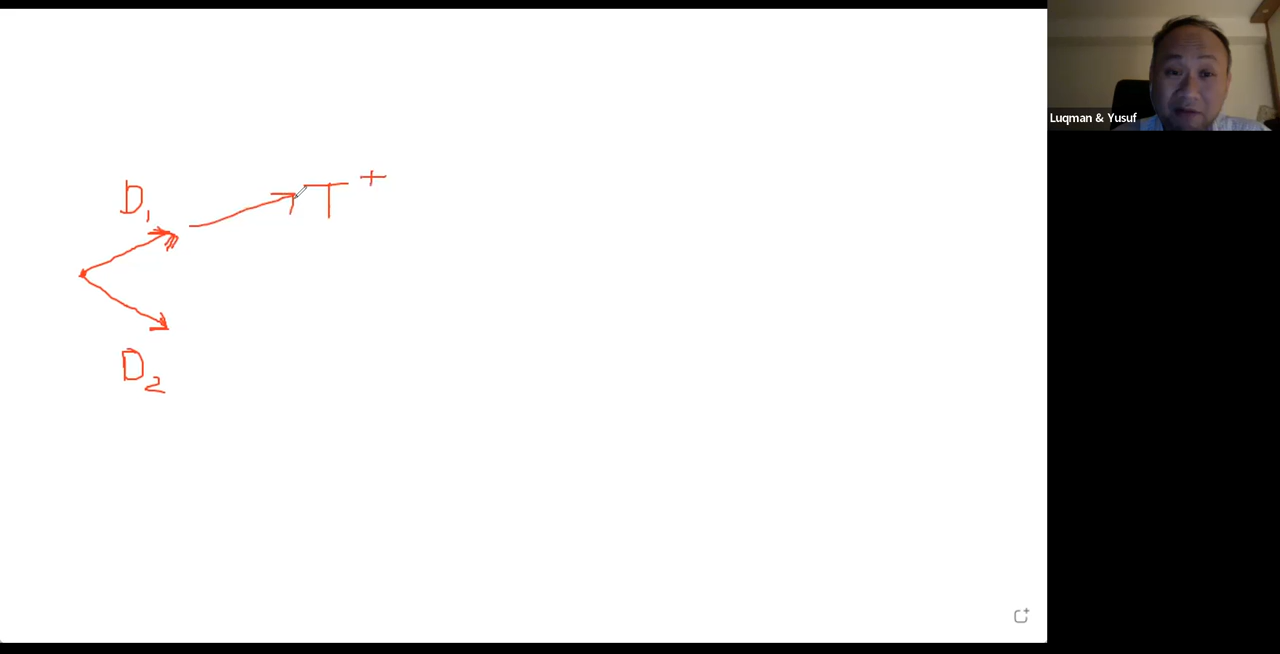 D₁
T⁺
D₂
Luqman & Yusuf